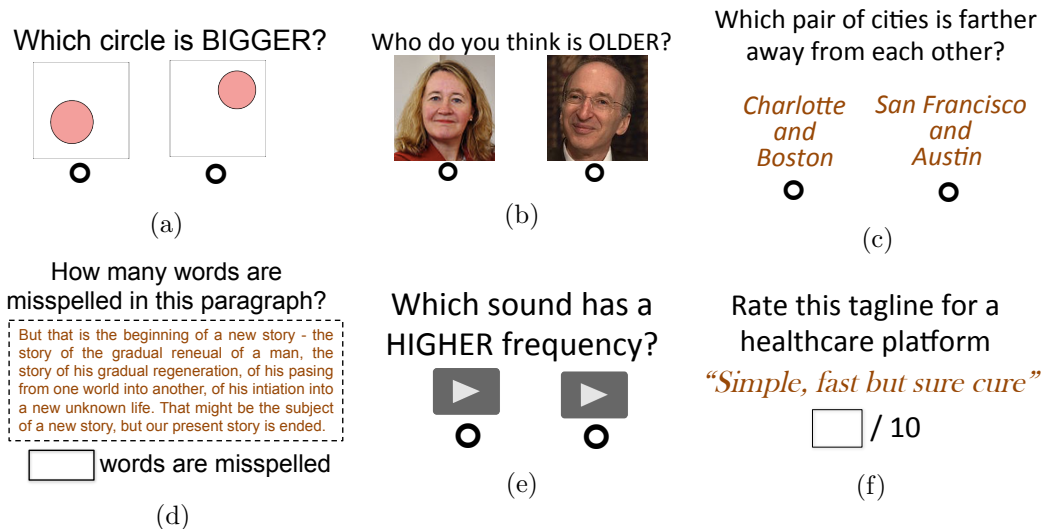 Which circle is BIGGER?
(a)
Who do you think is OLDER?
(b)
Which pair of cities is farther
away from each other?
Charlotte
and
Boston
San Francisco
and
Austin
(c)
How many words are
misspelled in this paragraph?
But that is the beginning of a new story - the
story of the gradual reneual of a man, the
story of his gradual regeneration, of his pasing
from one world into another, of his intiation into
a new unknown life. That might be the subject
of a new story, but our present story is ended.
words are misspelled
(d)
Which sound has a
HIGHER frequency?
(e)
Rate this tagline for a
healthcare platform
“Simple, fast but sure cure”
/ 10
(f)